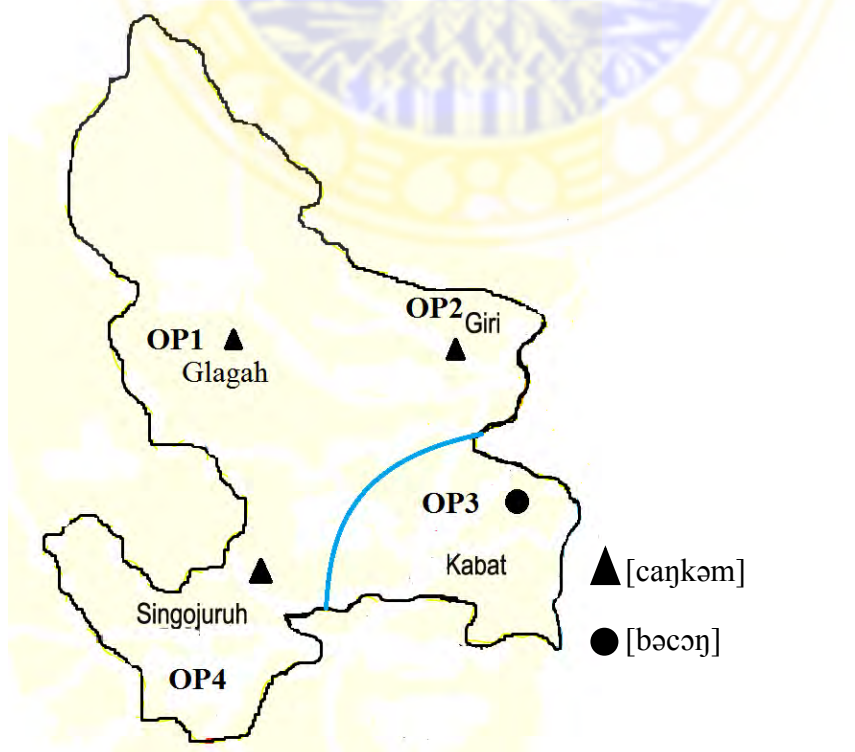 OP2
Giri
OP1
Glagah
OP3
Kabat
[caŋkəm]
Singojuruh
[bəcɔŋ]
OP4